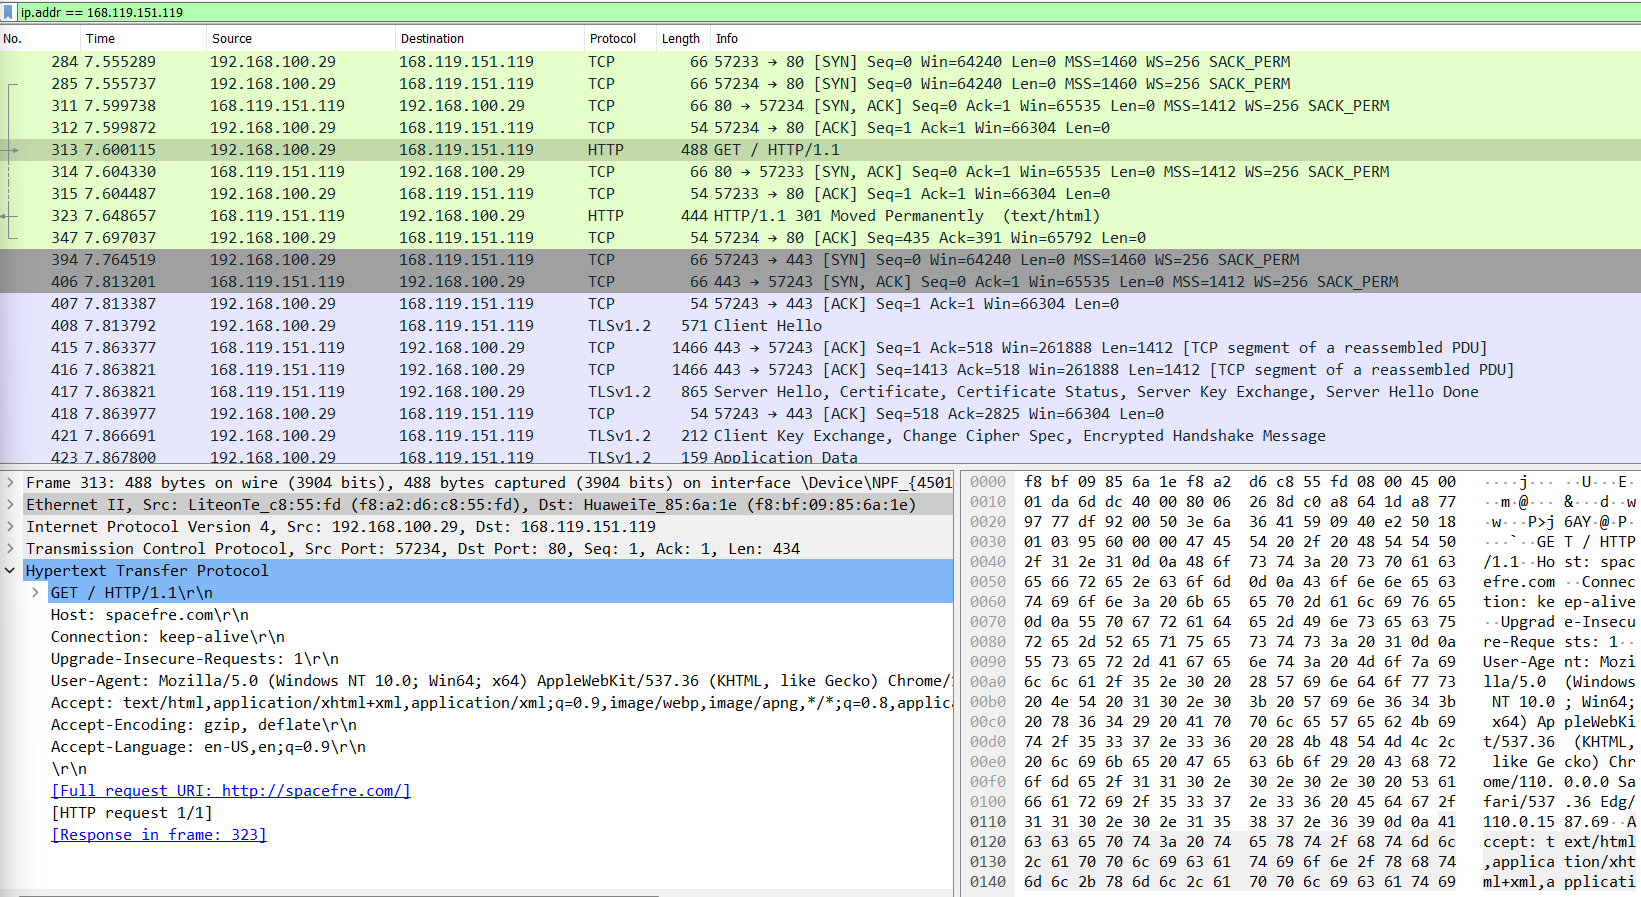 ip.addr == 168.119.151.119
No. Time Source Destination Protocol Length Info
284 7.555289 192.168.100.29 168.119.151.119 TCP 66 57233 → 80 [SYN] Seq=0 Win=64240 Len=0 MSS=1460 WS=256 SACK_PERM
285 7.555737 192.168.100.29 168.119.151.119 TCP 66 57234 → 80 [SYN] Seq=0 Win=64240 Len=0 MSS=1460 WS=256 SACK_PERM
311 7.599738 168.119.151.119 192.168.100.29 TCP 66 80 → 57234 [SYN, ACK] Seq=0 Ack=1 Win=65535 Len=0 MSS=1412 WS=256 SACK_PERM
312 7.599872 192.168.100.29 168.119.151.119 TCP 54 57234 → 80 [ACK] Seq=1 Ack=1 Win=66304 Len=0
313 7.600115 192.168.100.29 168.119.151.119 HTTP 488 GET / HTTP/1.1
314 7.604330 168.119.151.119 192.168.100.29 TCP 66 80 → 57233 [SYN, ACK] Seq=0 Ack=1 Win=65535 Len=0 MSS=1412 WS=256 SACK_PERM
315 7.604487 192.168.100.29 168.119.151.119 TCP 54 57233 → 80 [ACK] Seq=1 Ack=1 Win=66304 Len=0
323 7.648657 168.119.151.119 192.168.100.29 HTTP 444 HTTP/1.1 301 Moved Permanently (text/html)
347 7.697037 192.168.100.29 168.119.151.119 TCP 54 57234 → 80 [ACK] Seq=435 Ack=391 Win=65792 Len=0
394 7.764519 192.168.100.29 168.119.151.119 TCP 66 57243 → 443 [SYN] Seq=0 Win=64240 Len=0 MSS=1460 WS=256 SACK_PERM
406 7.813201 168.119.151.119 192.168.100.29 TCP 66 443 → 57243 [SYN, ACK] Seq=0 Ack=1 Win=65535 Len=0 MSS=1412 WS=256 SACK_PERM
407 7.813387 192.168.100.29 168.119.151.119 TCP 54 57243 → 443 [ACK] Seq=1 Ack=1 Win=66304 Len=0
408 7.813792 192.168.100.29 168.119.151.119 TLSv1.2 571 Client Hello
415 7.863377 168.119.151.119 192.168.100.29 TCP 1466 443 → 57243 [ACK] Seq=1 Ack=518 Win=261888 Len=1412 [TCP segment of a reassembled PDU]
416 7.863821 168.119.151.119 192.168.100.29 TCP 1466 443 → 57243 [ACK] Seq=1413 Ack=518 Win=261888 Len=1412 [TCP segment of a reassembled PDU]
417 7.863821 168.119.151.119 192.168.100.29 TLSv1.2 865 Server Hello, Certificate, Certificate Status, Server Key Exchange, Server Hello Done
418 7.863977 192.168.100.29 168.119.151.119 TCP 54 57243 → 443 [ACK] Seq=518 Ack=2825 Win=66304 Len=0
421 7.866691 192.168.100.29 168.119.151.119 TLSv1.2 212 Client Key Exchange, Change Cipher Spec, Encrypted Handshake Message
423 7.867800 192.168.100.29 168.119.151.119 TLSv1.2 159 Application Data
Frame 313: 488 bytes on wire (3904 bits), 488 bytes captured (3904 bits) on interface \Device\NPF_{4501
Ethernet II, Src: LiteonTe_c8:55:fd (f8:a2:d6:c8:55:fd), Dst: HuaweiTe_85:6a:1e (f8:bf:09:85:6a:1e)
Internet Protocol Version 4, Src: 192.168.100.29, Dst: 168.119.151.119
Transmission Control Protocol, Src Port: 57234, Dst Port: 80, Seq: 1, Ack: 1, Len: 434
Hypertext Transfer Protocol
GET / HTTP/1.1\r\n
Host: spacefre.com\r\n
Connection: keep-alive\r\n
Upgrade-Insecure-Requests: 1\r\n
User-Agent: Mozilla/5.0 (Windows NT 10.0; Win64; x64) AppleWebKit/537.36 (KHTML, like Gecko) Chrome/1
Accept: text/html,application/xhtml+xml,application/xml;q=0.9,image/webp,image/apng,*/*;q=0.8,applic
Accept-Encoding: gzip, deflate\r\n
Accept-Language: en-US,en;q=0.9\r\n
\r\n
[Full request URI: http://spacefre.com/]
[HTTP request 1/1]
[Response in frame: 323]
0000 f8 bf 09 85 6a 1e f8 a2 d6 c8 55 fd 08 00 45 00 ····j··· ··U···E·
0010 01 da 6d dc 40 00 80 06 26 8d c0 a8 64 1d a8 77 ··m·@··· &···d··w
0020 97 77 df 92 00 50 3e 6a 36 41 59 09 40 e2 50 18 ·w···P>j 6AY·@·P·
0030 01 03 95 60 00 00 47 45 54 20 2f 20 48 54 54 50 ···`··GE T / HTTP
0040 2f 31 2e 31 0d 0a 48 6f 73 74 3a 20 73 70 61 63 /1.1··Ho st: spac
0050 65 66 72 65 2e 63 6f 6d 0d 0a 43 6f 6e 6e 65 63 efre.com ··Connec
0060 74 69 6f 6e 3a 20 6b 65 65 70 2d 61 6c 69 76 65 tion: ke ep-alive
0070 0d 0a 55 70 67 72 61 64 65 2d 49 6e 73 65 63 75 ··Upgrad e-Insecu
0080 72 65 2d 52 65 71 75 65 73 74 73 3a 20 31 0d 0a re-Reque sts: 1··
0090 55 73 65 72 2d 41 67 65 6e 74 3a 20 4d 6f 7a 69 User-Age nt: Mozi
00a0 6c 6c 61 2f 35 2e 30 20 28 57 69 6e 64 6f 77 73 lla/5.0 (Windows
00b0 20 4e 54 20 31 30 2e 30 3b 20 57 69 6e 36 34 3b NT 10.0 ; Win64;
00c0 20 78 36 34 29 20 41 70 70 6c 65 57 65 62 4b 69 x64) Ap pleWebKi
00d0 74 2f 35 33 37 2e 33 36 20 28 4b 48 54 4d 4c 2c t/537.36 (KHTML,
00e0 20 6c 69 6b 65 20 47 65 63 6b 6f 29 20 43 68 72 like Ge cko) Chr
00f0 6f 6d 65 2f 31 31 30 2e 30 2e 30 2e 30 20 53 61 ome/110. 0.0.0 Sa
0100 66 61 72 69 2f 35 33 37 2e 33 36 20 45 64 67 2f fari/537 .36 Edg/
0110 31 31 30 2e 30 2e 31 35 38 37 2e 36 39 0d 0a 41 110.0.15 87.69··A
0120 63 63 65 70 74 3a 20 74 65 78 74 2f 68 74 6d 6c ccept: t ext/html
0130 2c 61 70 70 6c 69 63 61 74 69 6f 6e 2f 78 68 74 ,applica tion/xht
0140 6d 6c 2b 78 6d 6c 2c 61 70 70 6c 69 63 61 74 69 ml+xml,a pplicati